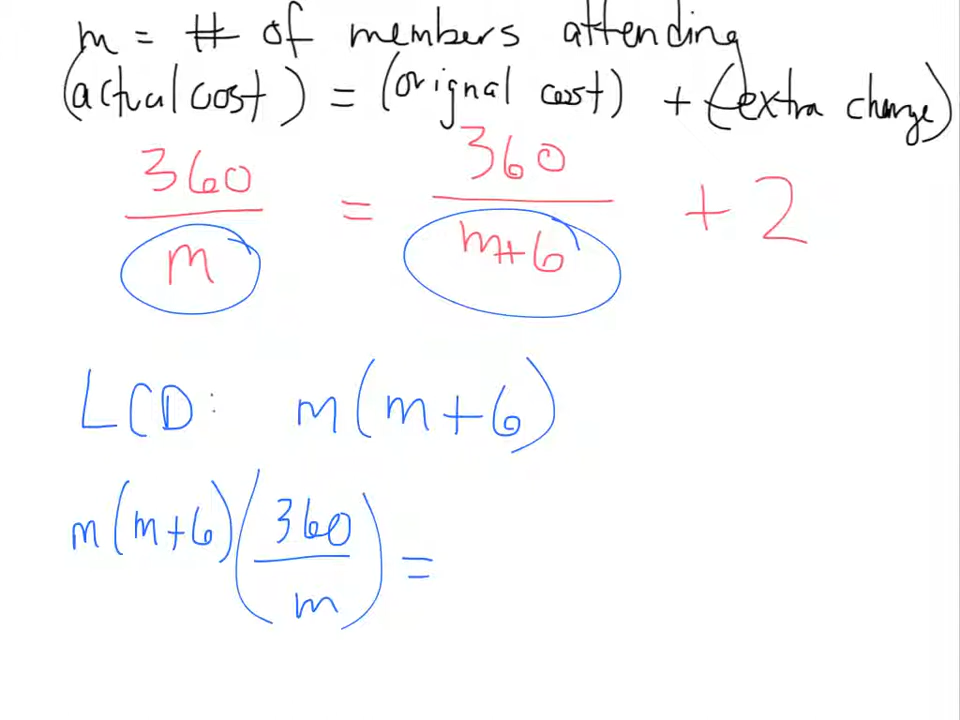 m = # of members attending
(actual cost) = (orignal cost) + (extra charge)
360/m = 360/(m+6) + 2
LCD: m(m+6)
m(m+6)(360/m) =